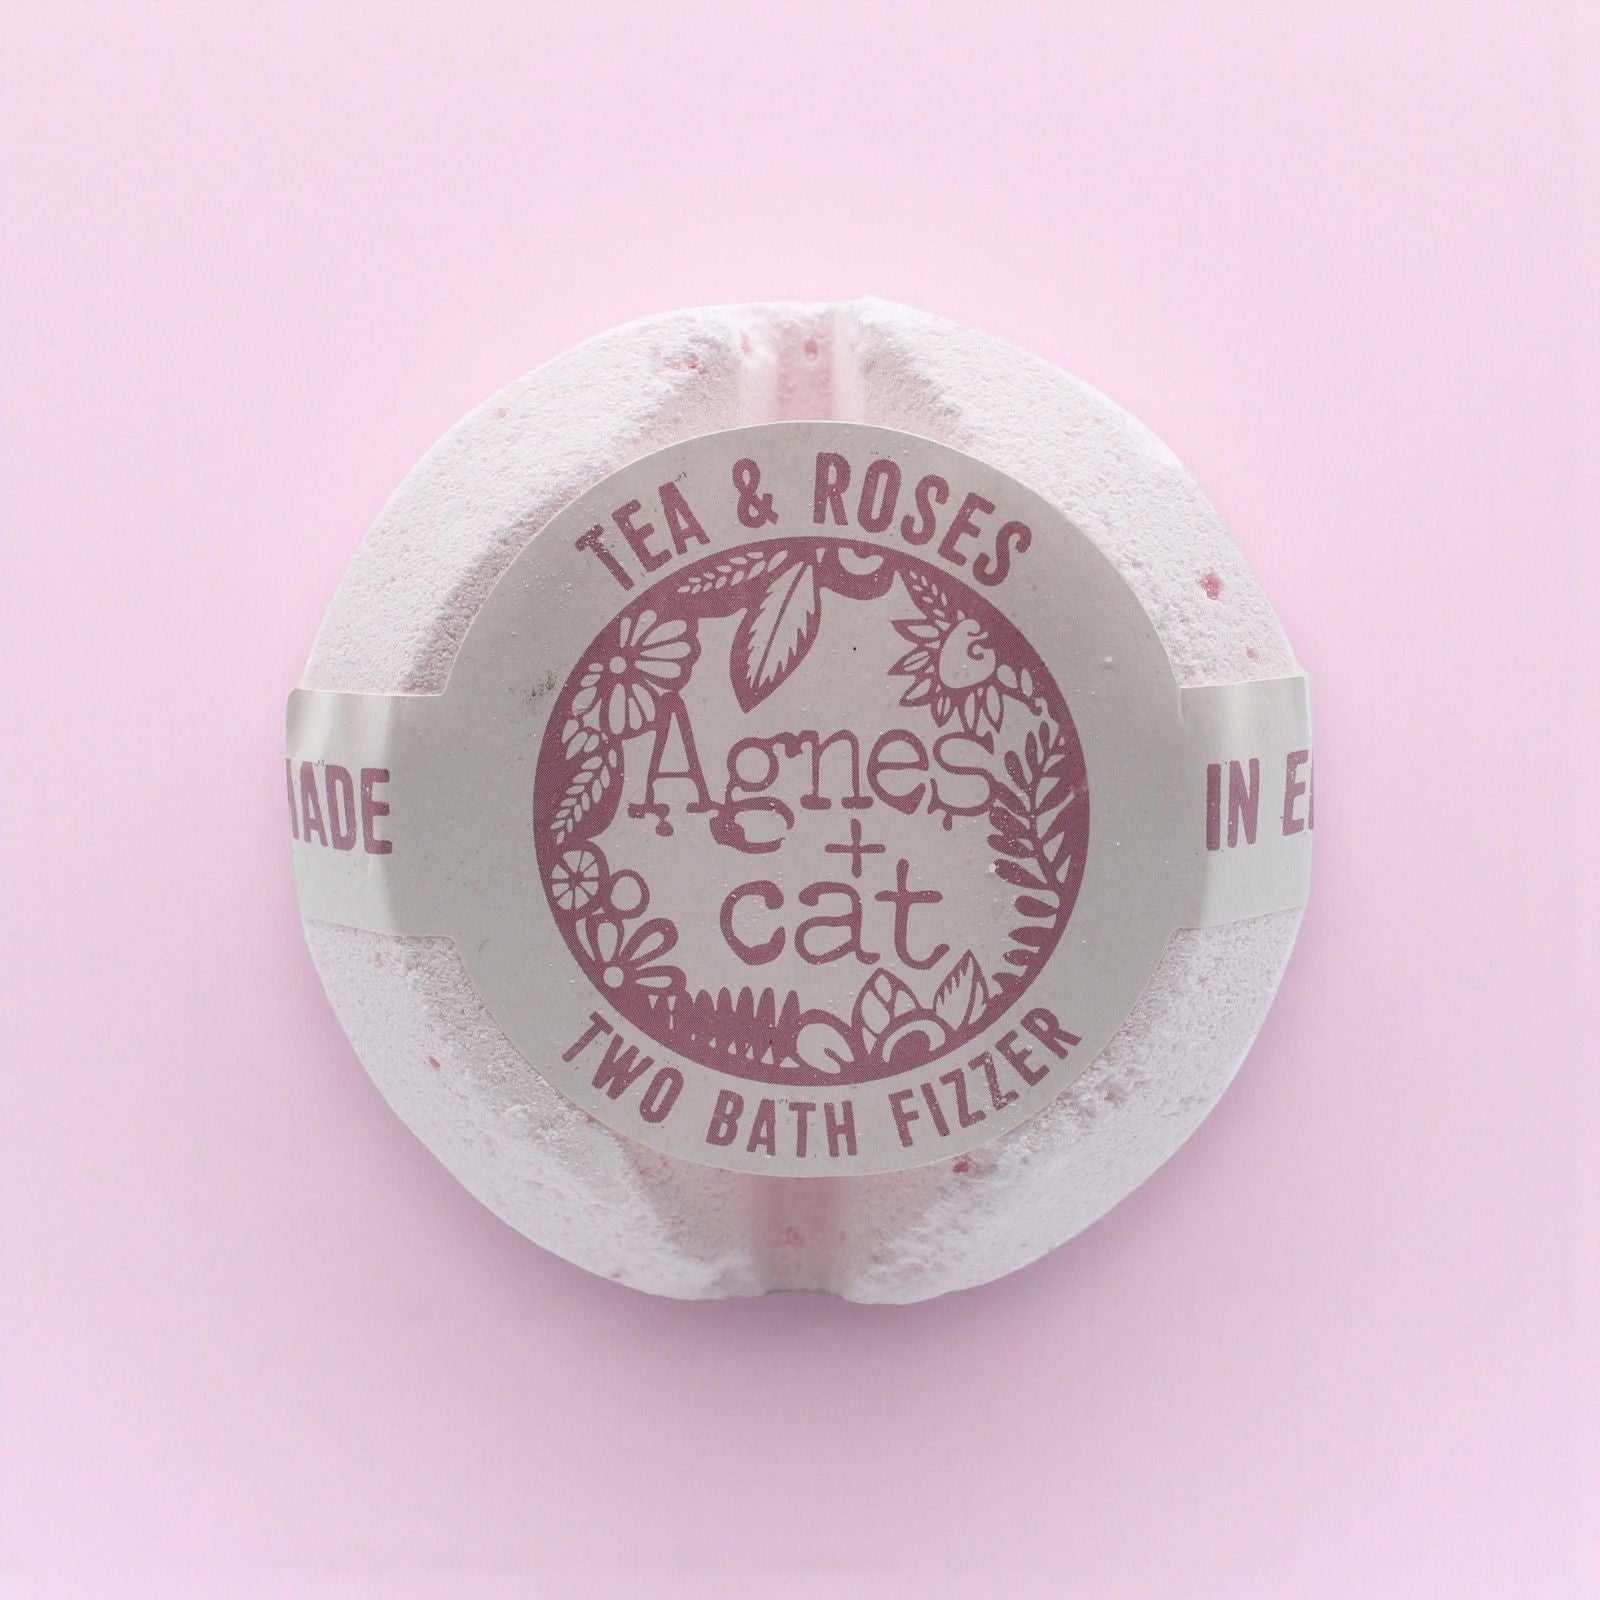 TEA & ROSES
Agnes
+
cat
TWO BATH FIZZER
MADE
IN